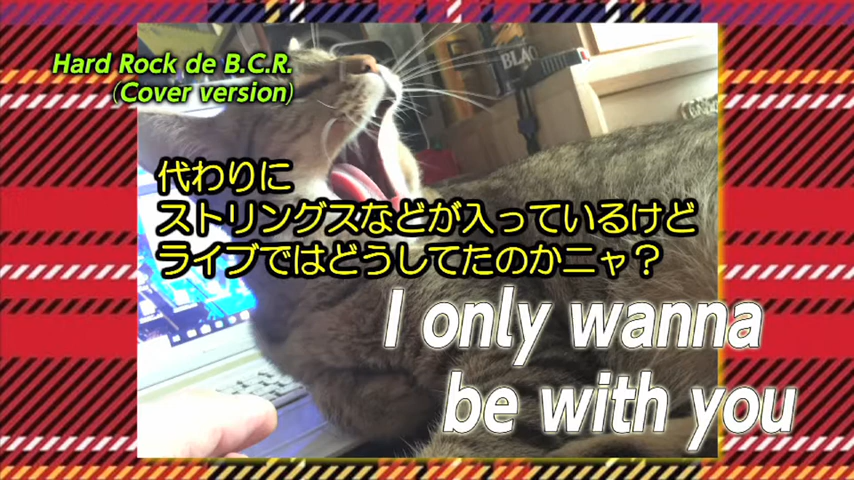 Hard Rock de B.C.R.
(Cover version)
BLAC
代わりに
ストリングスなどが入っているけど
ライブではどうしてたのかニャ？
I only wanna
be with you